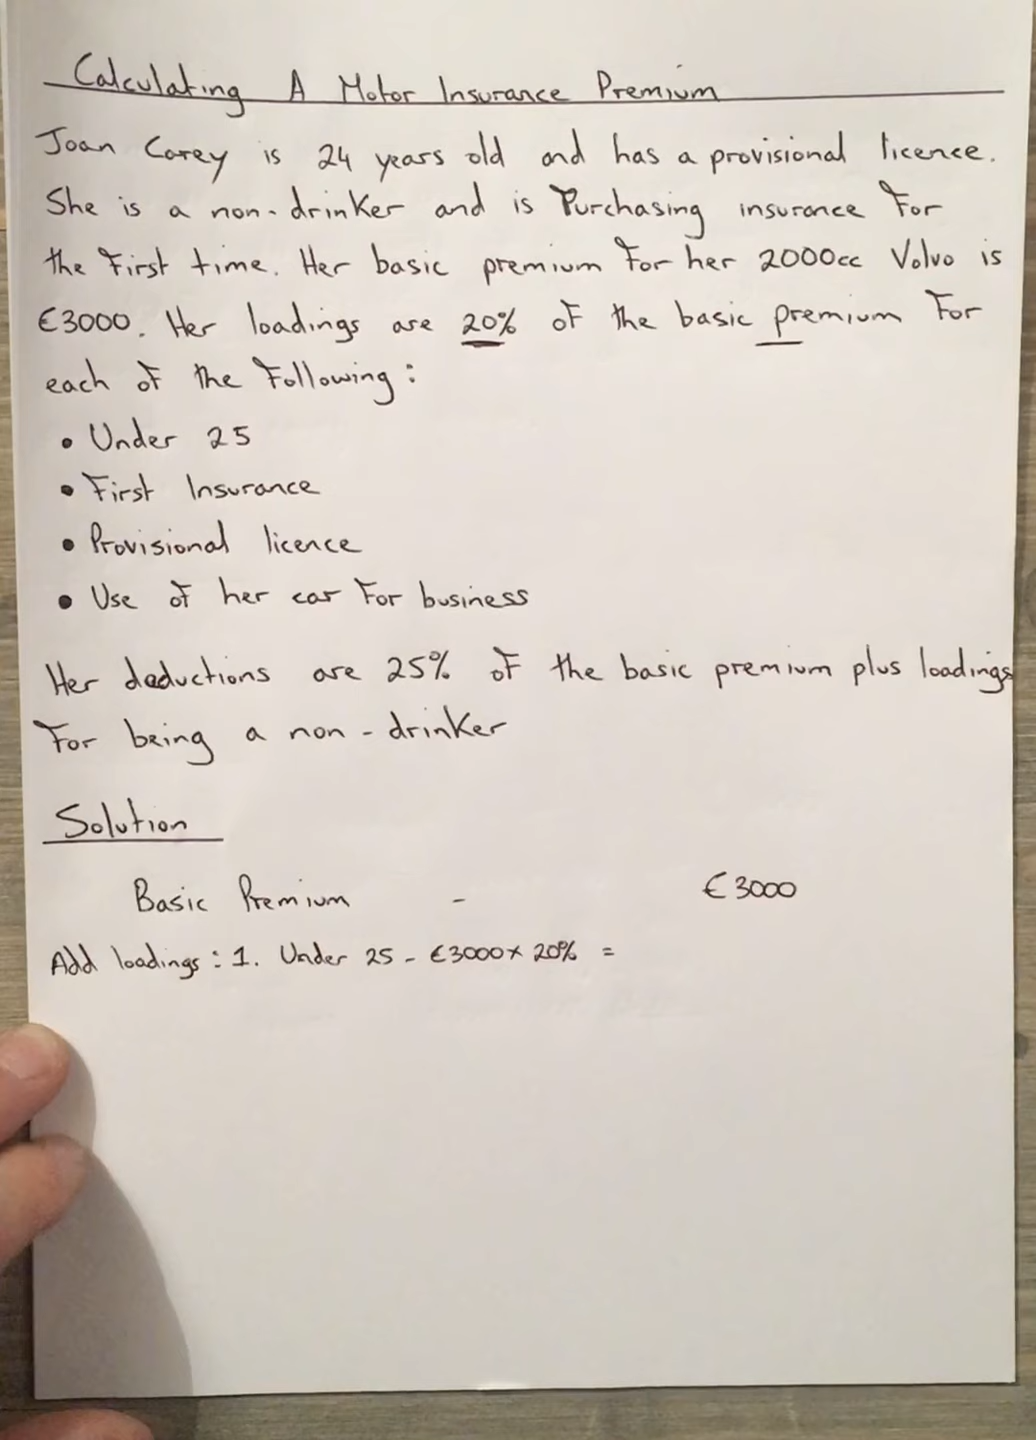 Calculating A Motor Insurance Premium
Joan Carey is 24 years old and has a provisional licence.
She is a non-drinker and is Purchasing insurance For
the First time. Her basic premium For her 2000cc Volvo is
€3000. Her loadings are 20% of the basic premium For
each of the Following:
• Under 25
• First Insurance
• Provisional licence
• Use of her car For business
Her deductions are 25% of the basic premium plus loadings
For being a non-drinker
Solution
Basic Premium - €3000
Add loadings: 1. Under 25 - €3000 x 20% =